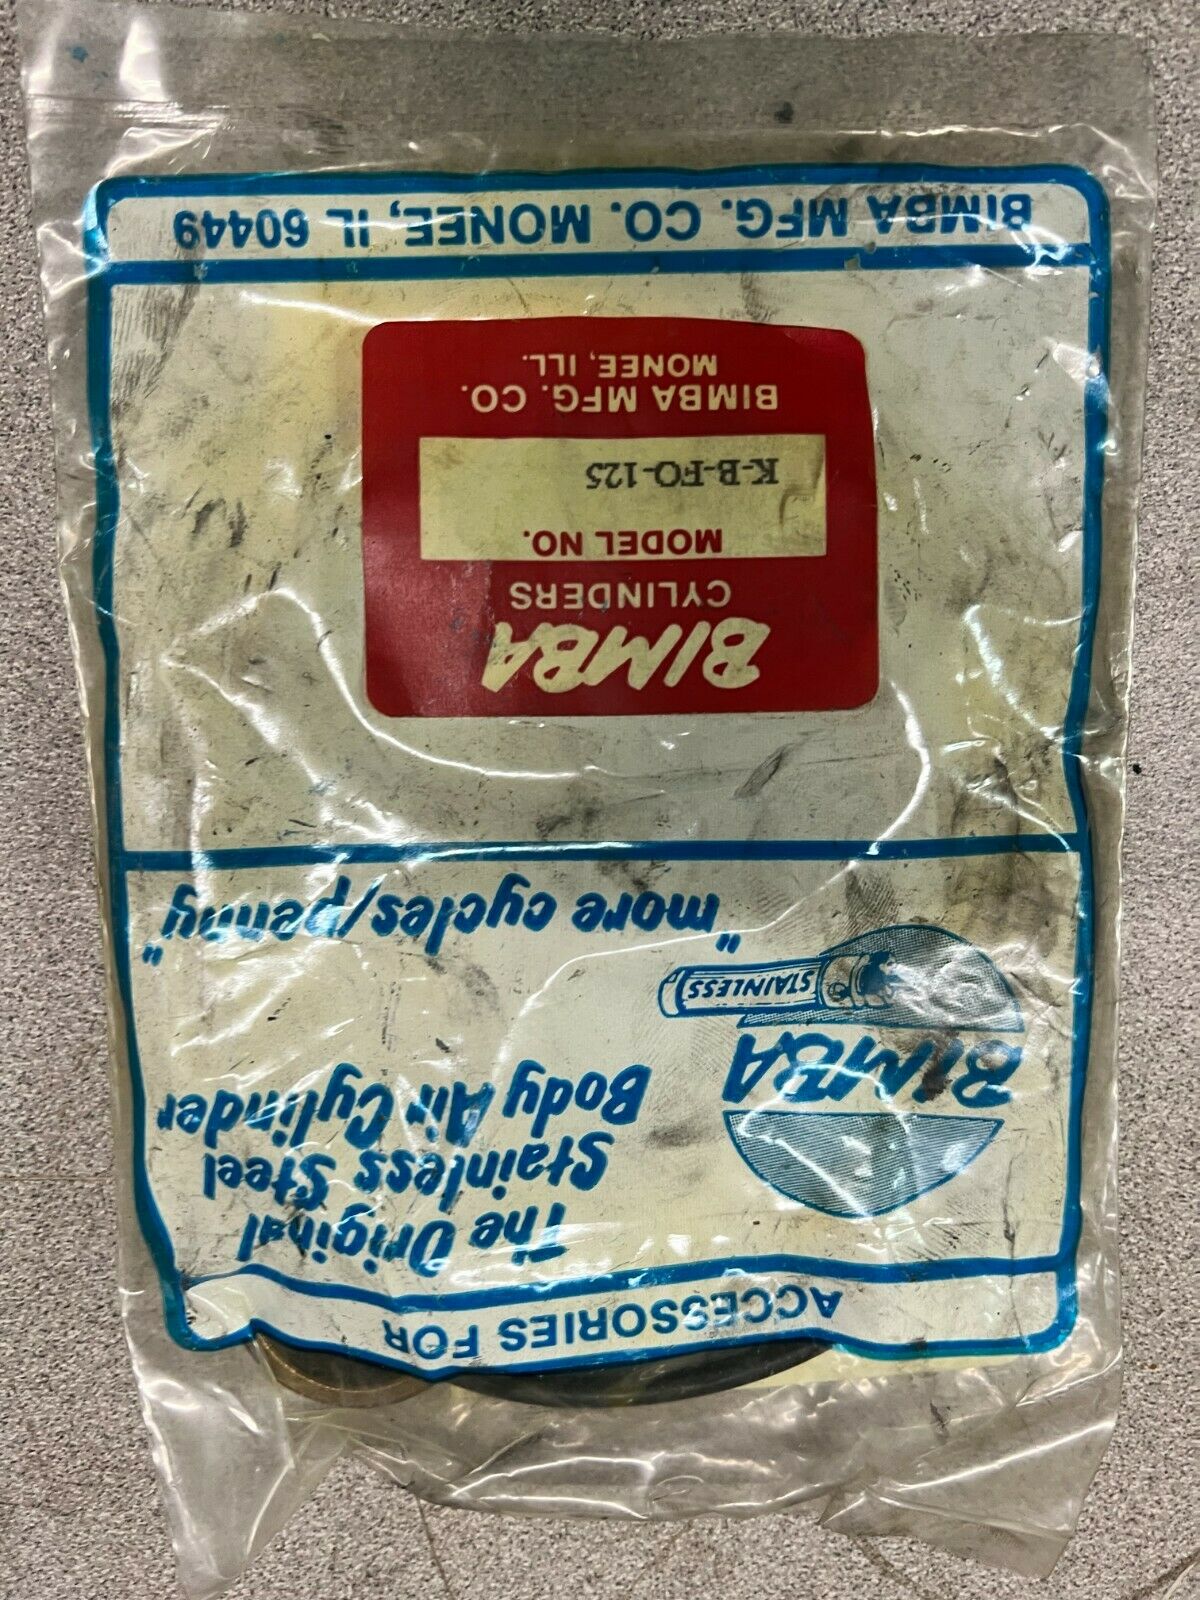 ACCESSORIES FOR
BIMBA
STAINLESS
The Original
Stainless Steel
Body Air Cylinder
"more cycles/penny"
BIMBA
CYLINDERS
MODEL NO.
K-B-FO-125
BIMBA MFG. CO.
MONEE, ILL.
BIMBA MFG. CO. MONEE, IL 60449